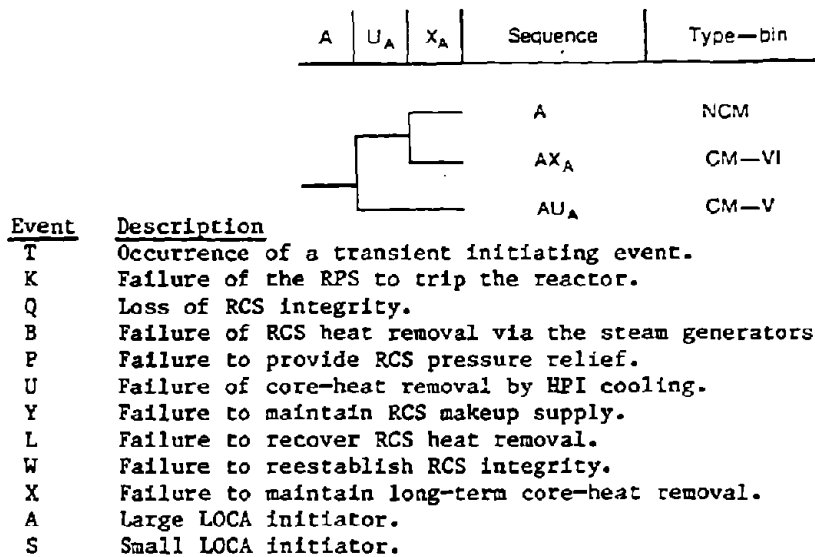 A U_A X_A Sequence Type—bin
A NCM
AX_A CM—VI
AU_A CM—V
Event Description
T Occurrence of a transient initiating event.
K Failure of the RPS to trip the reactor.
Q Loss of RCS integrity.
B Failure of RCS heat removal via the steam generators
P Failure to provide RCS pressure relief.
U Failure of core-heat removal by HPI cooling.
Y Failure to maintain RCS makeup supply.
L Failure to recover RCS heat removal.
W Failure to reestablish RCS integrity.
X Failure to maintain long-term core-heat removal.
A Large LOCA initiator.
S Small LOCA initiator.